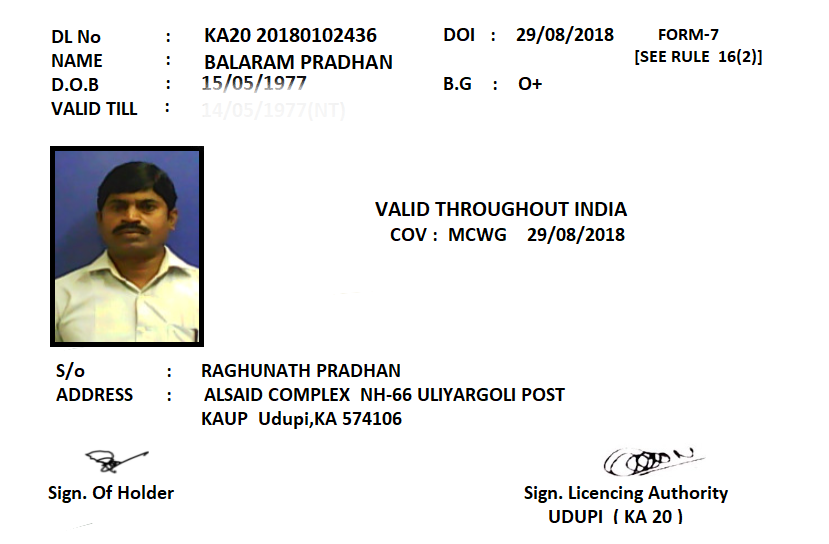 DL No : KA20 20180102436 DOI : 29/08/2018 FORM-7
NAME : BALARAM PRADHAN [SEE RULE 16(2)]
D.O.B : 15/05/1977 B.G : O+
VALID TILL : 14/05/1977(NT)
VALID THROUGHOUT INDIA
COV : MCWG 29/08/2018
S/o : RAGHUNATH PRADHAN
ADDRESS : ALSAID COMPLEX NH-66 ULIYARGOLI POST
KAUP Udupi,KA 574106
Sign. Of Holder Sign. Licencing Authority
UDUPI ( KA 20 )